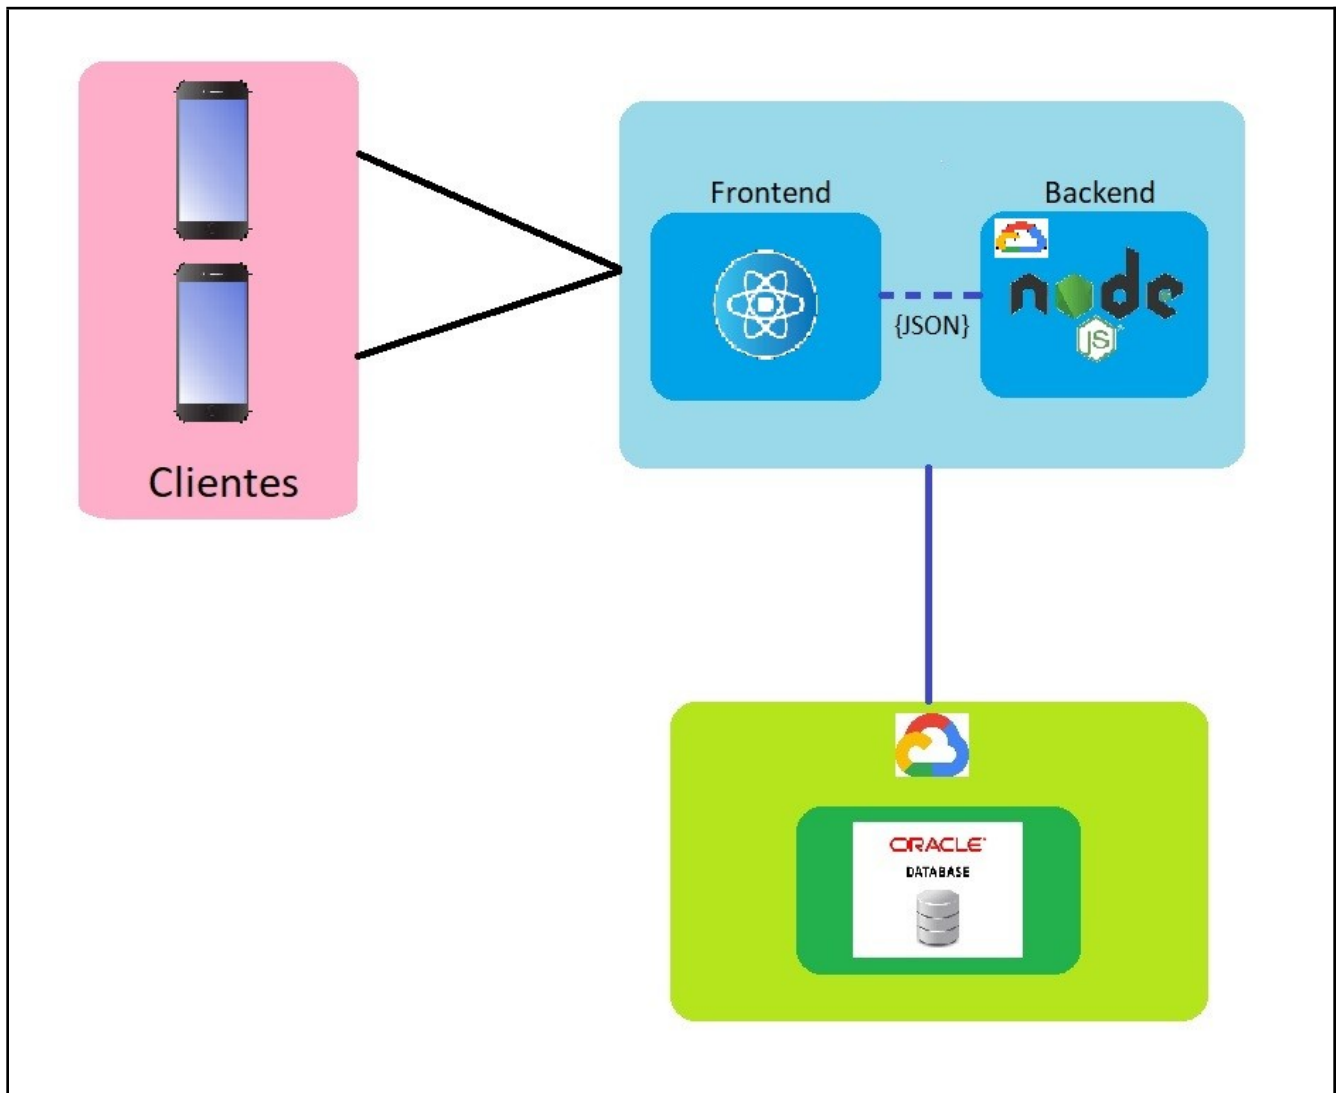 Clientes
Frontend
Backend
node
JS
{JSON}
ORACLE
DATABASE